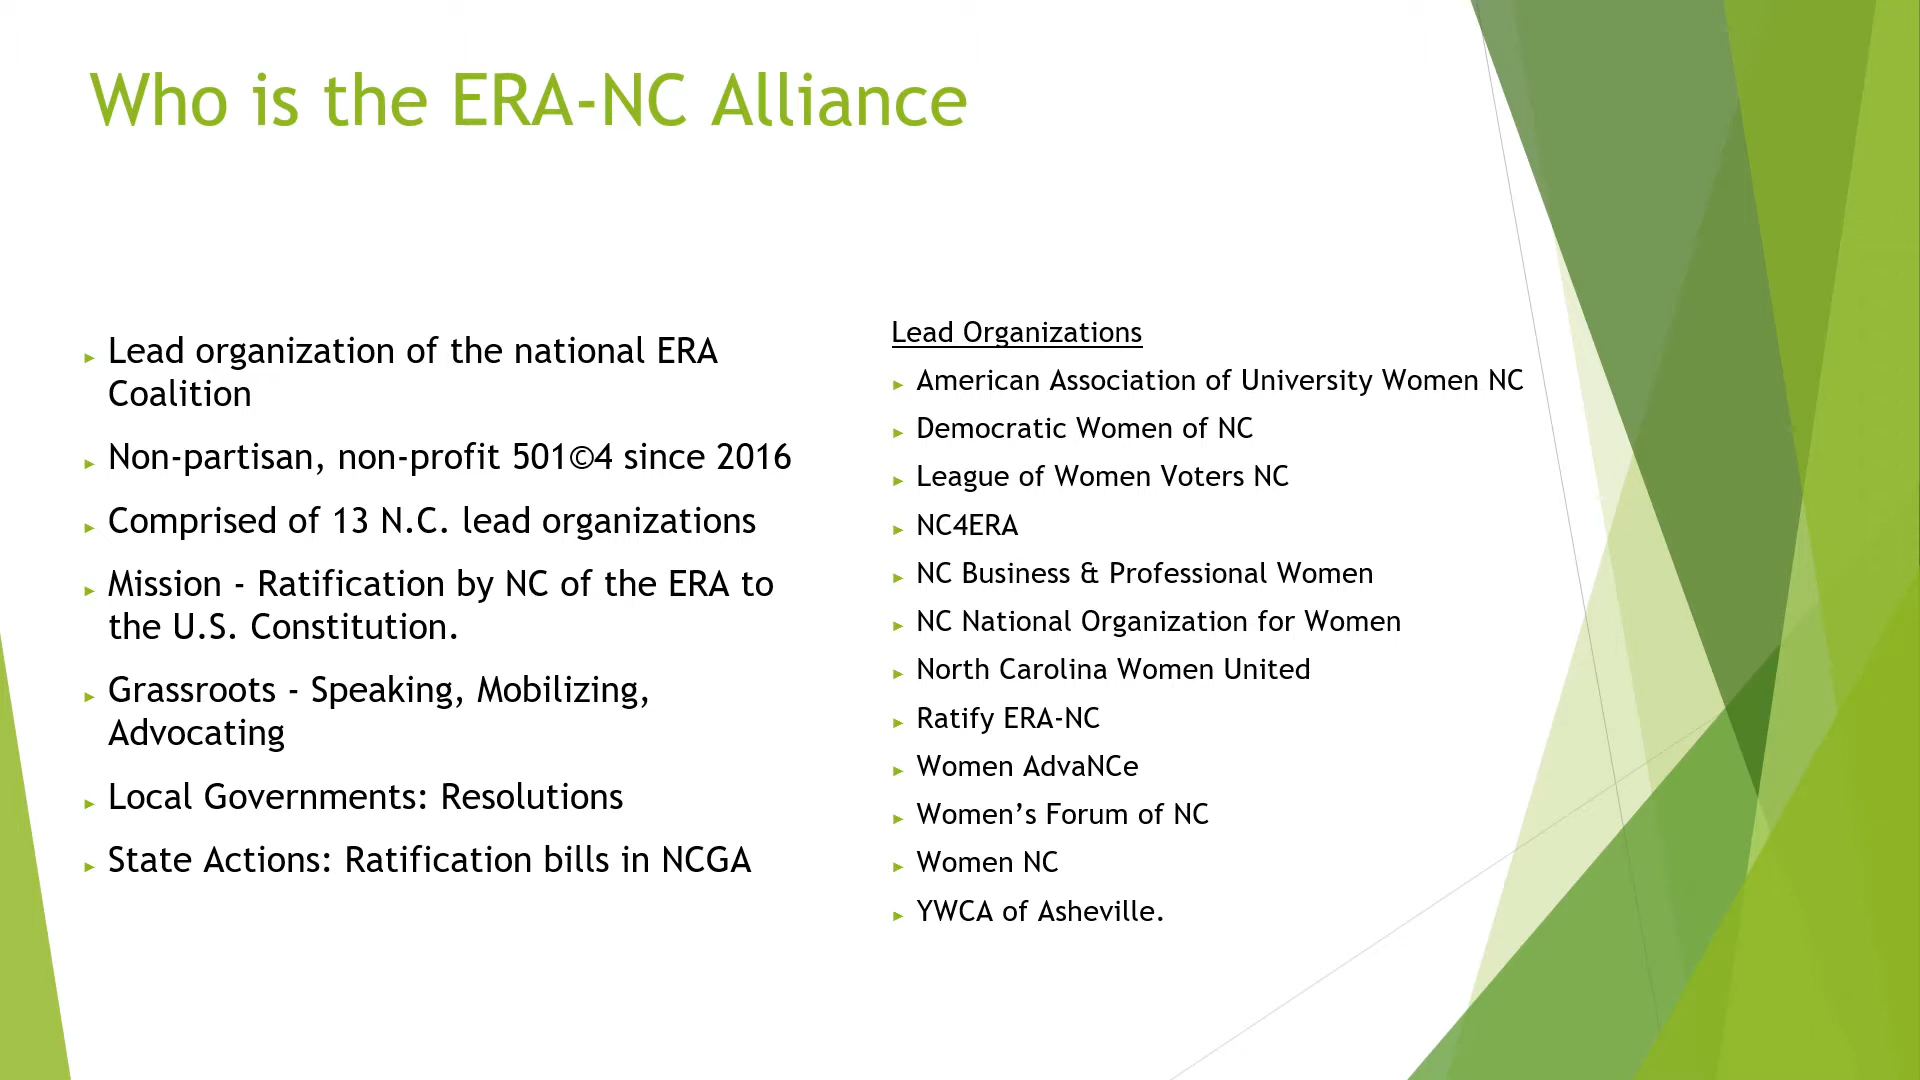 Who is the ERA-NC Alliance
Lead organization of the national ERA
Coalition
Non-partisan, non-profit 501©4 since 2016
Comprised of 13 N.C. lead organizations
Mission - Ratification by NC of the ERA to
the U.S. Constitution.
Grassroots - Speaking, Mobilizing,
Advocating
Local Governments: Resolutions
State Actions: Ratification bills in NCGA
Lead Organizations
American Association of University Women NC
Democratic Women of NC
League of Women Voters NC
NC4ERA
NC Business & Professional Women
NC National Organization for Women
North Carolina Women United
Ratify ERA-NC
Women AdvaNCe
Women’s Forum of NC
Women NC
YWCA of Asheville.